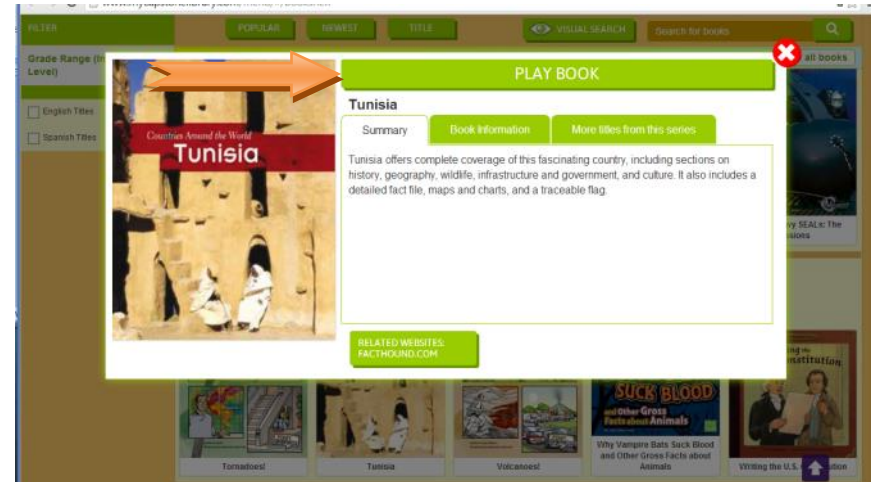 FILTER
POPULAR
NEWEST
TITLE
VISUAL SEARCH
Search for books
Grade Range (In
Level)
English Titles
Spanish Titles
all books
PLAY BOOK
Countries Around the World
Tunisia
Tunisia
Summary
Book Information
More titles from this series
Tunisia offers complete coverage of this fascinating country, including sections on
history, geography, wildlife, infrastructure and government, and culture. It also includes a
detailed fact file, maps and charts, and a traceable flag.
RELATED WEBSITES:
FACTHOUND.COM
vy SEALs: The
SUCK BLOOD
and Other Gross
Facts about Animals
Tornadoes!
Tunisia
Volcanoes!
Why Vampire Bats Suck Blood
and Other Gross Facts about
Animals
Writing the U.S.